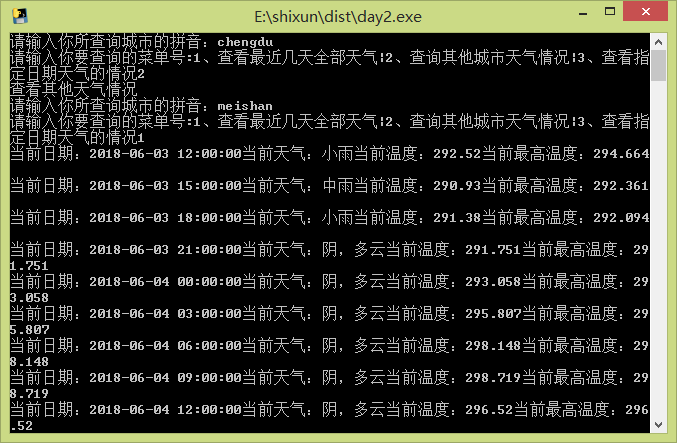 E:\shixun\dist\day2.exe
请输入你所查询城市的拼音：chengdu
请输入你要查询的菜单号:1、查看最近几天全部天气|2、查询其他城市天气情况|3、查看指
定日期天气的情况2
查看其他天气情况
请输入你所查询城市的拼音：meishan
请输入你要查询的菜单号:1、查看最近几天全部天气|2、查询其他城市天气情况|3、查看指
定日期天气的情况1
当前日期：2018-06-03 12:00:00当前天气：小雨当前温度：292.52当前最高温度：294.664
当前日期：2018-06-03 15:00:00当前天气：中雨当前温度：290.93当前最高温度：292.361
当前日期：2018-06-03 18:00:00当前天气：小雨当前温度：291.38当前最高温度：292.094
当前日期：2018-06-03 21:00:00当前天气：阴，多云当前温度：291.751当前最高温度：29
1.751
当前日期：2018-06-04 00:00:00当前天气：阴，多云当前温度：293.058当前最高温度：29
3.058
当前日期：2018-06-04 03:00:00当前天气：阴，多云当前温度：295.807当前最高温度：29
5.807
当前日期：2018-06-04 06:00:00当前天气：阴，多云当前温度：298.148当前最高温度：29
8.148
当前日期：2018-06-04 09:00:00当前天气：阴，多云当前温度：298.719当前最高温度：29
8.719
当前日期：2018-06-04 12:00:00当前天气：阴，多云当前温度：296.52当前最高温度：296
.52